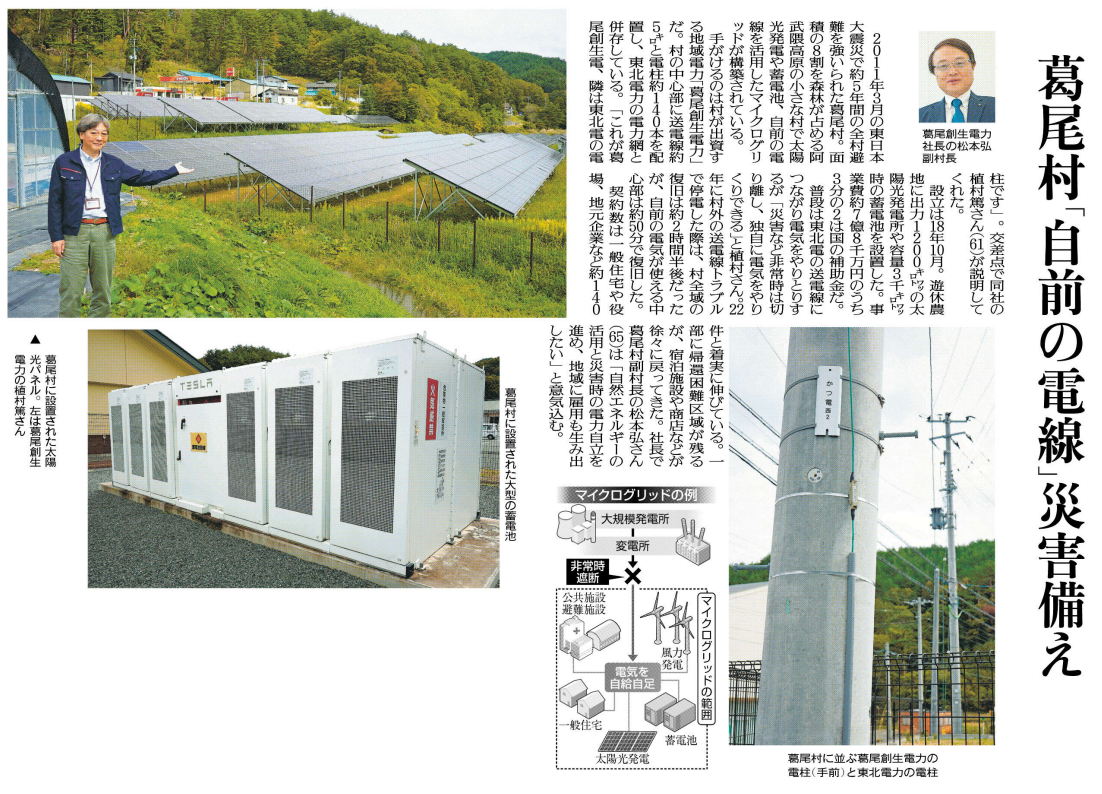 葛尾村「自前の電線」災害備え
葛尾創生電力
社長の松本弘
副村長
　2011年3月の東日本
大震災で約5年間の全村避
難を強いられた葛尾村。面
積の8割を森林が占める阿
武隈高原の小さな村で太陽
光発電や蓄電池、自前の電
線を活用したマイクログリ
ッドが構築されている。
　手がけるのは村が出資す
る地域電力「葛尾創生電力」
だ。村の中心部に送電線約
5㌔と電柱約140本を配
置し、東北電力の電力網と
併存している。「これが葛
尾創生電、隣は東北電の電
柱です」。交差点で同社の
植村篤さん(61)が説明して
くれた。
　設立は18年10月。遊休農
地に出力1200㌔㍗の太
陽光発電所や容量3千㌔㍗
時の蓄電池を設置した。事
業費約7億8千万円のうち
3分の2は国の補助金だ。
　普段は東北電の送電線に
つながり電気をやりとりす
るが「災害など非常時は切
り離し、独自に電気をやり
くりできる」と植村さん。22
年に村外の送電線トラブル
で停電した際は、村全域の
復旧は約2時間半後だった
が、自前の電気が使える中
心部は約50分で復旧した。
　契約数は一般住宅や役
場、地元企業など約140
件と着実に伸びている。一
部に帰還困難区域が残る
が、宿泊施設や商店などが
徐々に戻ってきた。社長で
葛尾村副村長の松本弘さん
(65)は「自然エネルギーの
活用と災害時の電力自立を
進め、地域に雇用も生み出
したい」と意気込む。
▲
葛尾村に設置された太陽
光パネル。左は葛尾創生
電力の植村篤さん
TESLA
火気厳禁
葛尾村に設置された大型の蓄電池
マイクログリッドの例
大規模発電所
変電所
非常時
遮断
公共施設
避難施設
風力
発電
マイクログリッドの範囲
電気を
自給自足
一般住宅
蓄電池
太陽光発電
かつ電西2
葛尾村に並ぶ葛尾創生電力の
電柱(手前)と東北電力の電柱